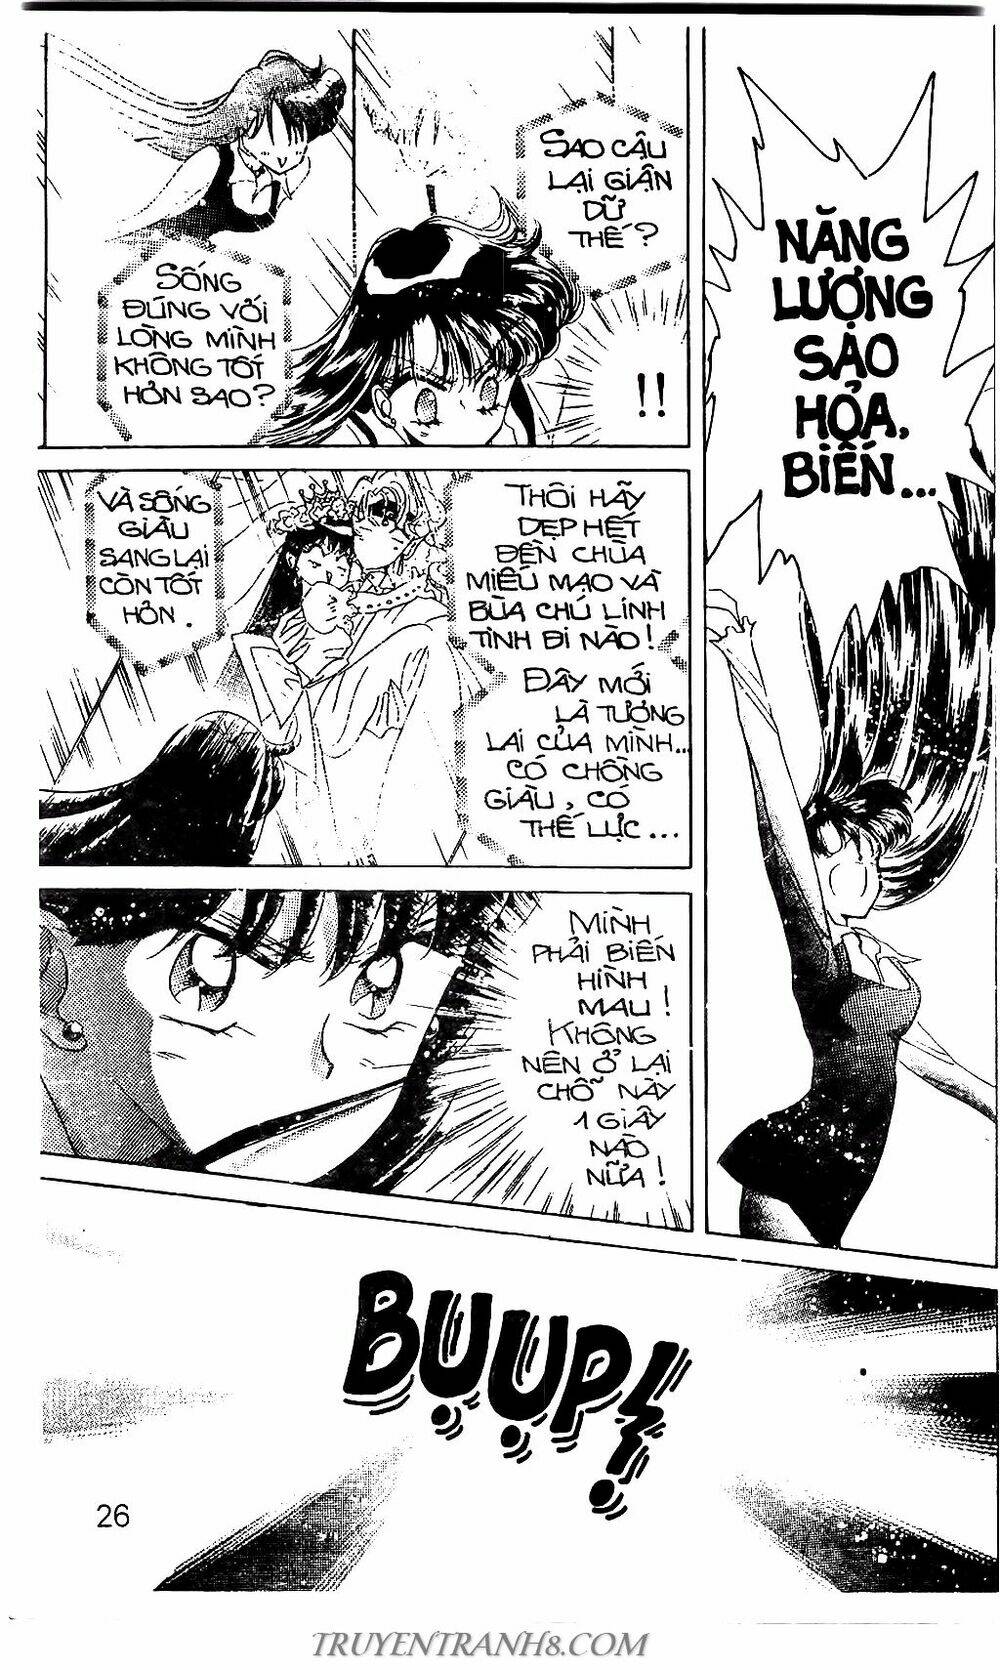 SAO CẬU
LẠI GIẬN
DỮ
THẾ?
!!
SỐNG
ĐÚNG VỚI
LÒNG MÌNH
KHÔNG TỐT
HƠN SAO?
VÀ SỐNG
GIÀU
SANG LẠI
CÒN TỐT
HƠN.
THÔI HÃY
DẸP HẾT
ĐỀN CHÙA
MIẾU MẠO VÀ
BÙA CHÚ LINH
TINH ĐI NÀO!
ĐÂY MỚI
LÀ TƯƠNG
LAI CỦA MÌNH...
CÓ CHỒNG
GIÀU, CÓ
THẾ LỰC...
MÌNH
PHẢI BIẾN
HÌNH
MAU!
KHÔNG
NÊN Ở LẠI
CHỖ NÀY
1 GIÂY
NÀO
NỮA!
NĂNG
LƯỢNG
SAO
HỎA,
BIẾN...
BỤỤP!
26
TRUYENTRANH8.COM